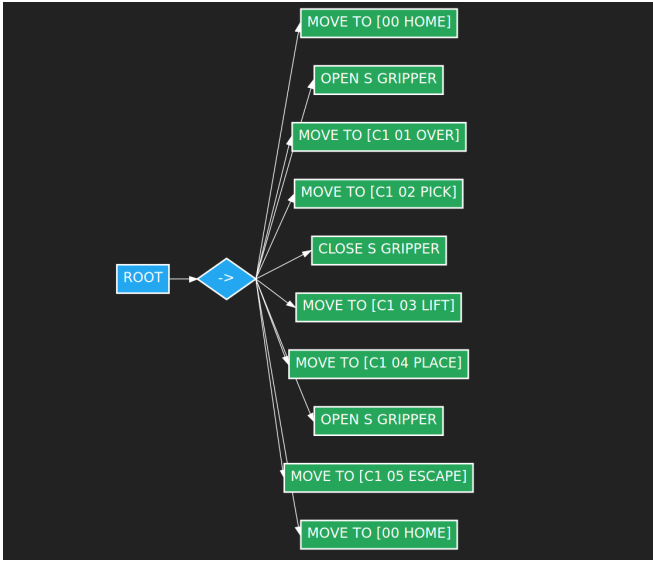 ROOT
->
MOVE TO [00 HOME]
OPEN S GRIPPER
MOVE TO [C1 01 OVER]
MOVE TO [C1 02 PICK]
CLOSE S GRIPPER
MOVE TO [C1 03 LIFT]
MOVE TO [C1 04 PLACE]
OPEN S GRIPPER
MOVE TO [C1 05 ESCAPE]
MOVE TO [00 HOME]